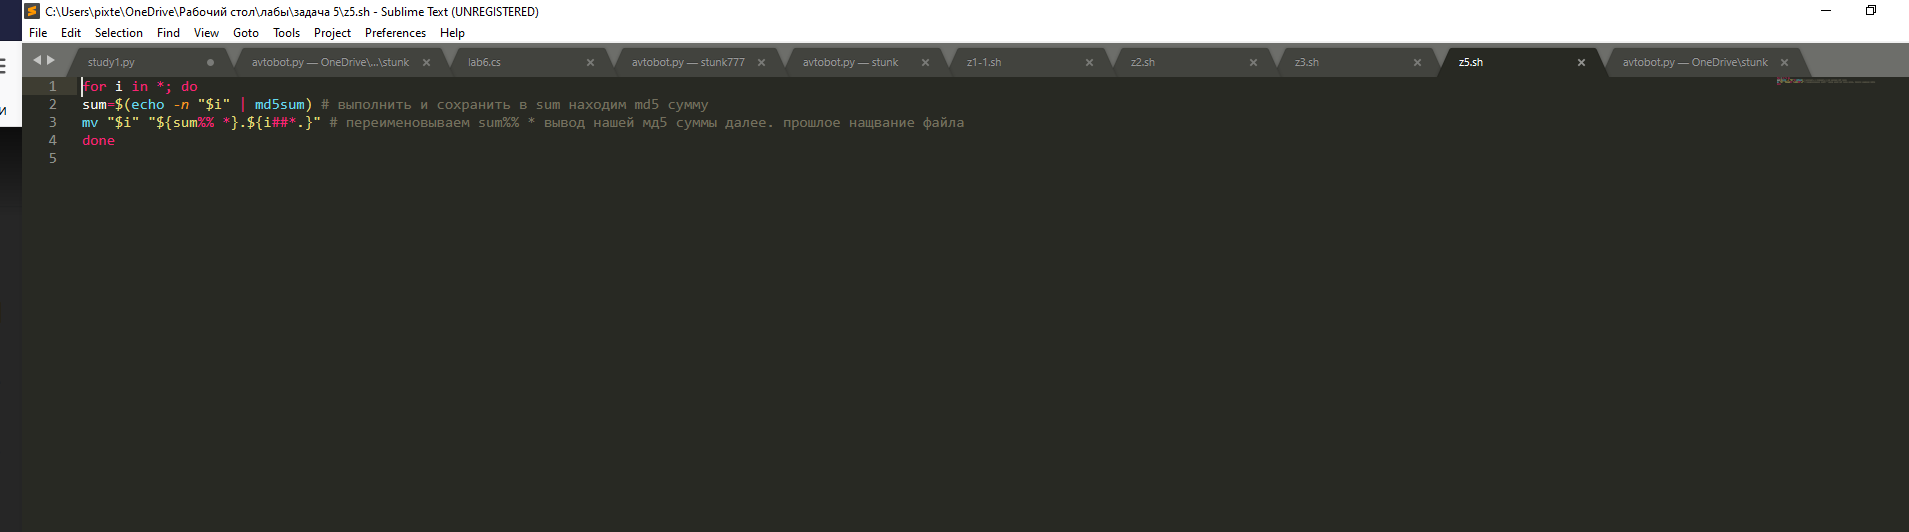 C:\Users\pixte\OneDrive\Рабочий стол\лабы\задача 5\z5.sh - Sublime Text (UNREGISTERED)
File Edit Selection Find View Goto Tools Project Preferences Help
study1.py avtobot.py — OneDrive\...\stunk lab6.cs avtobot.py — stunk777 avtobot.py — stunk z1-1.sh z2.sh z3.sh z5.sh avtobot.py — OneDrive\stunk
1 for i in *; do
2 sum=$(echo -n "$i" | md5sum) # выполнить и сохранить в sum находим md5 сумму
3 mv "$i" "${sum%% *}.${i##*.}" # переименовываем sum%% * вывод нашей мд5 суммы далее. прошлое нащвание файла
4 done
5
и